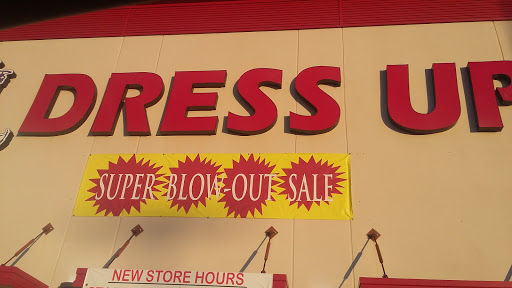 DRESS UP
SUPER BLOW-OUT SALE
NEW STORE HOURS